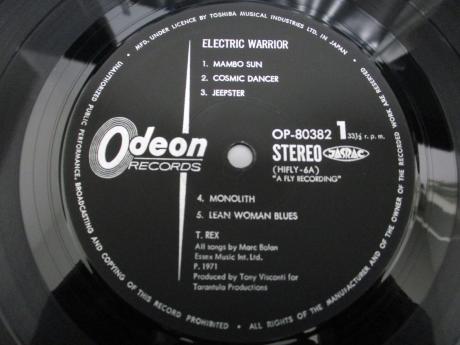 MFD. UNDER LICENCE BY TOSHIBA MUSICAL INDUSTRIES LTD. IN JAPAN •
ELECTRIC WARRIOR
1. MAMBO SUN
2. COSMIC DANCER
3. JEEPSTER
Odeon
RECORDS
OP-80382 1 33⅓ r. p. m.
STEREO JASRAC
(HIFLY-6A)
"A FLY RECORDING"
4. MONOLITH
5. LEAN WOMAN BLUES
T. REX
All songs by Marc Bolan
Essex Music Int. Ltd.
P. 1971
Produced by Tony Visconti for
Tarantula Productions
• ALL RIGHTS OF THE MANUFACTURER AND OF THE OWNER OF THE RECORDED WORK ARE RESERVED
UNAUTHORIZED PUBLIC PERFORMANCE, BROADCASTING AND COPYING OF THIS RECORD PROHIBITED •